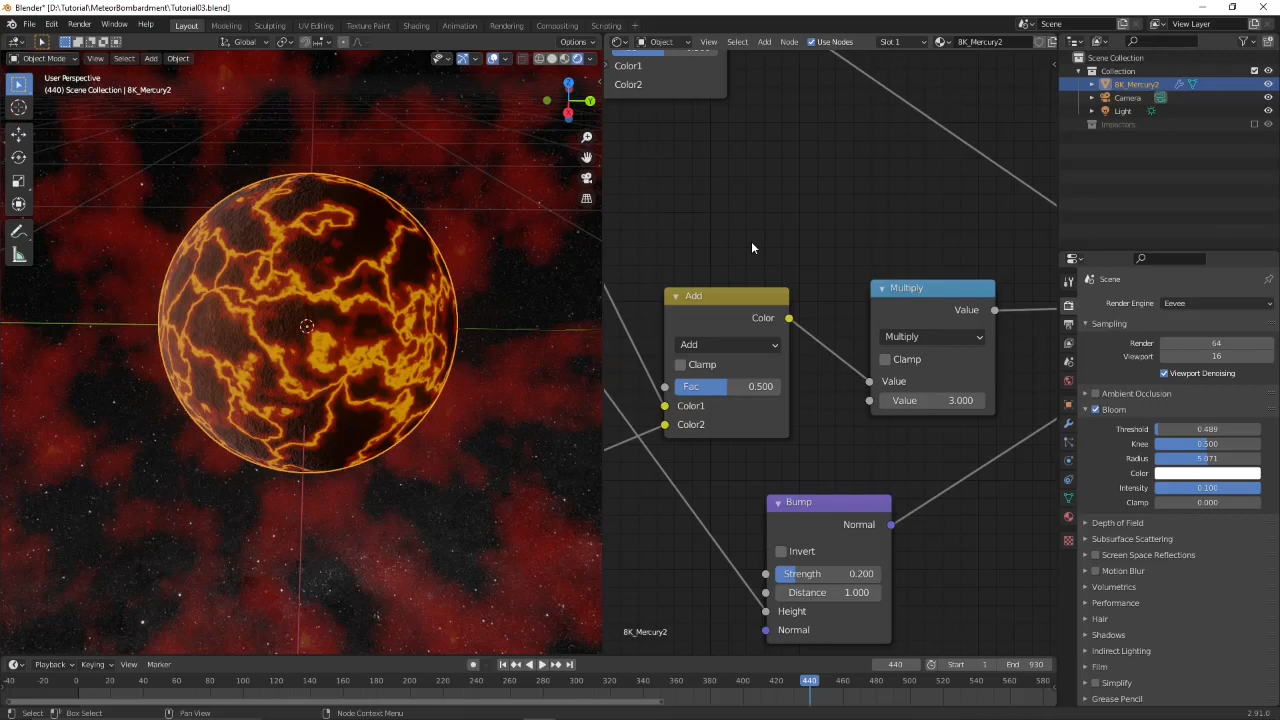 Blender* [D:\Tutorial\MeteorBombardment\Tutorial03.blend]
File Edit Render Window Help Layout Modeling Sculpting UV Editing Texture Paint Shading Animation Rendering Compositing Scripting Scene View Layer
Global Options Object View Select Add Node Use Nodes Slot 1 8K_Mercury2
Object Mode View Select Add Object
User Perspective
(440) Scene Collection | 8K_Mercury2
Z
Y
X
Color1
Color2
Add
Color
Add
Clamp
Fac 0.500
Color1
Color2
Multiply
Value
Multiply
Clamp
Value
Value 3.000
Bump
Normal
Invert
Strength 0.200
Distance 1.000
Height
Normal
8K_Mercury2
Scene Collection
Collection
8K_Mercury2
Camera
Light
Impactors
Scene
Render Engine Eevee
Sampling
Render 64
Viewport 16
Viewport Denoising
Ambient Occlusion
Bloom
Threshold 0.489
Knee 0.500
Radius 5.071
Color
Intensity 0.100
Clamp 0.000
Depth of Field
Subsurface Scattering
Screen Space Reflections
Motion Blur
Volumetrics
Performance
Hair
Shadows
Indirect Lighting
Film
Simplify
Grease Pencil
Playback Keying View Marker 440 Start 1 End 930
-40 -20 0 20 40 60 80 100 120 140 160 180 200 220 240 260 280 300 320 340 360 380 400 420 440 460 480 500 520 540 560 580
Select Box Select Pan View Node Context Menu 2.91.0